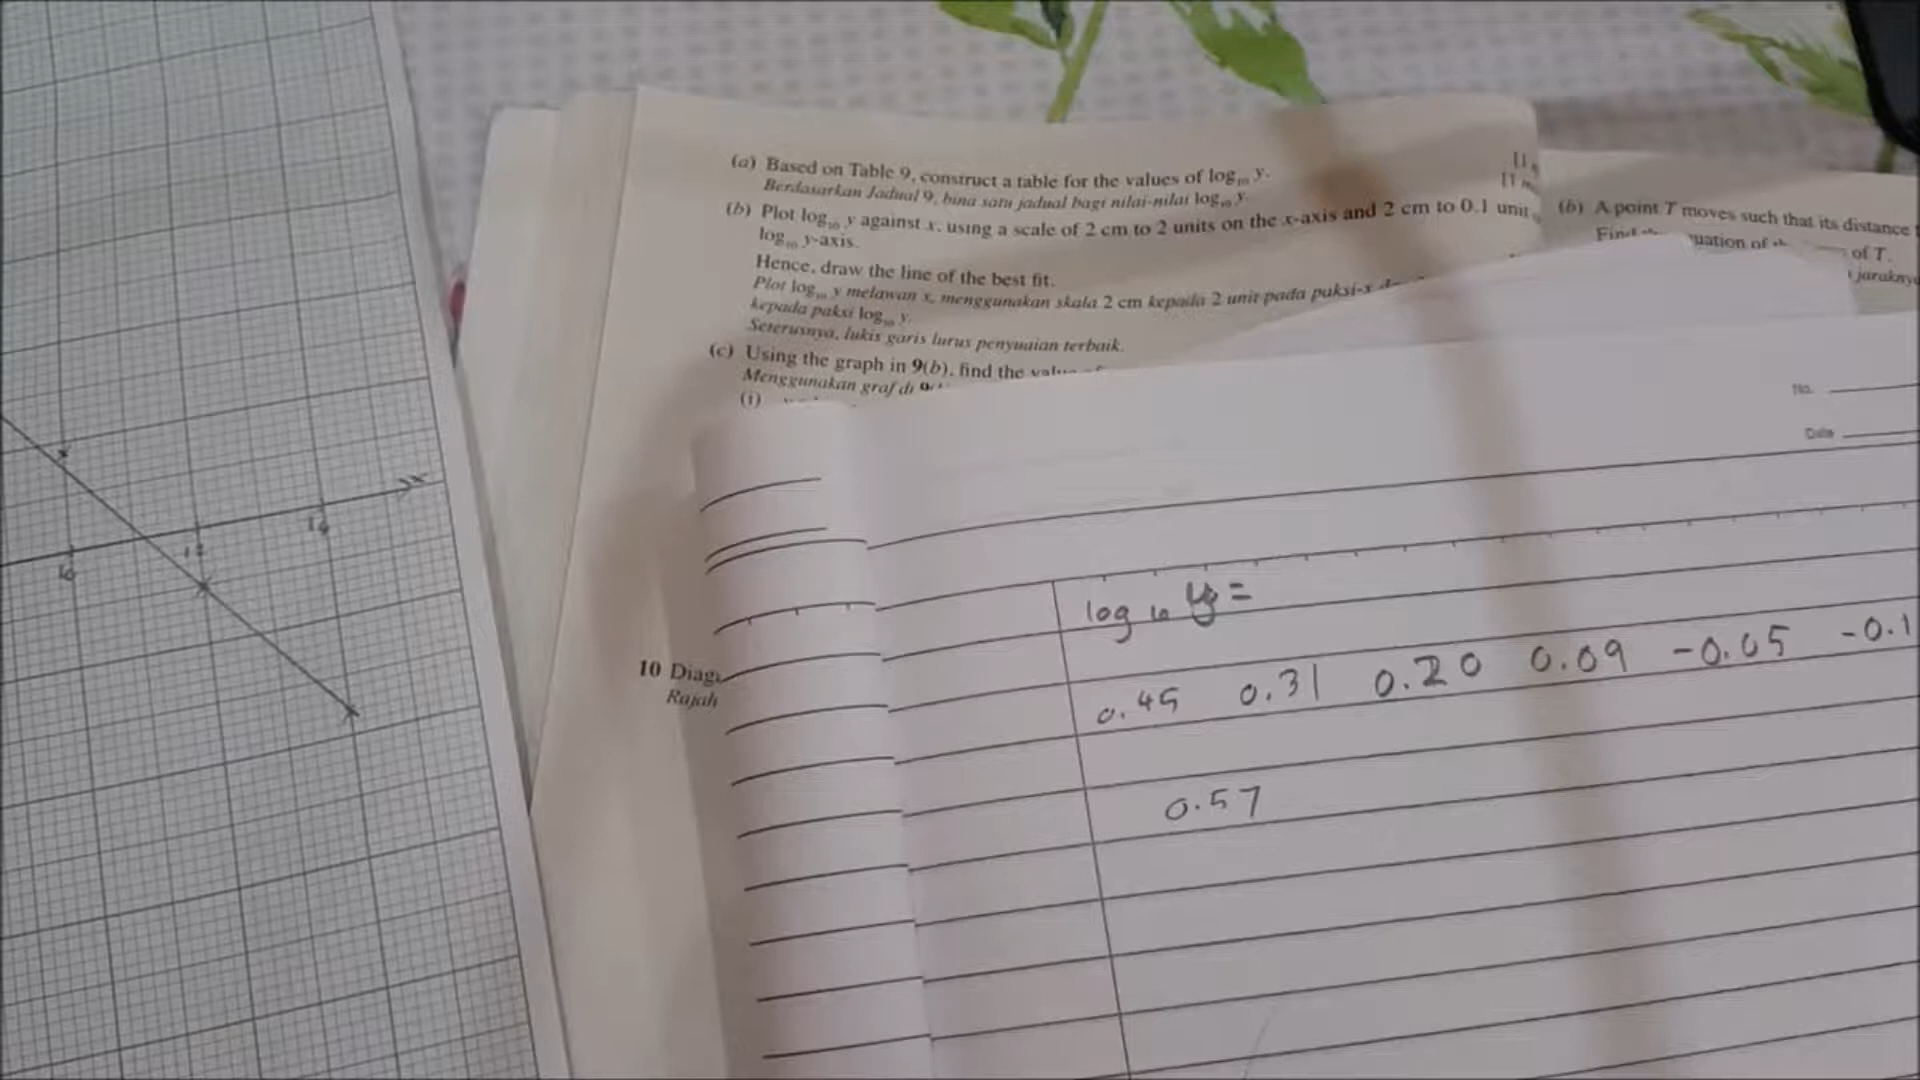 (a) Based on Table 9, construct a table for the values of log₁₀ y.
Berdasarkan Jadual 9, bina satu jadual bagi nilai-nilai log₁₀ y.
(b) Plot log₁₀ y against x, using a scale of 2 cm to 2 units on the x-axis and 2 cm to 0.1 unit
log₁₀ y-axis.
Hence, draw the line of the best fit.
Plot log₁₀ y melawan x, menggunakan skala 2 cm kepada 2 unit pada paksi-x
kepada paksi log₁₀ y.
Seterusnya, lukis garis lurus penyuaian terbaik.
(c) Using the graph in 9(b), find the
Menggunakan graf di
(i)
(b) A point T moves such that its distance
of T.
No.
Date
10
Rajah
log₁₀ y =
0.45 0.31 0.20 0.09 -0.05 -0.1
0.57
10 12 14 x